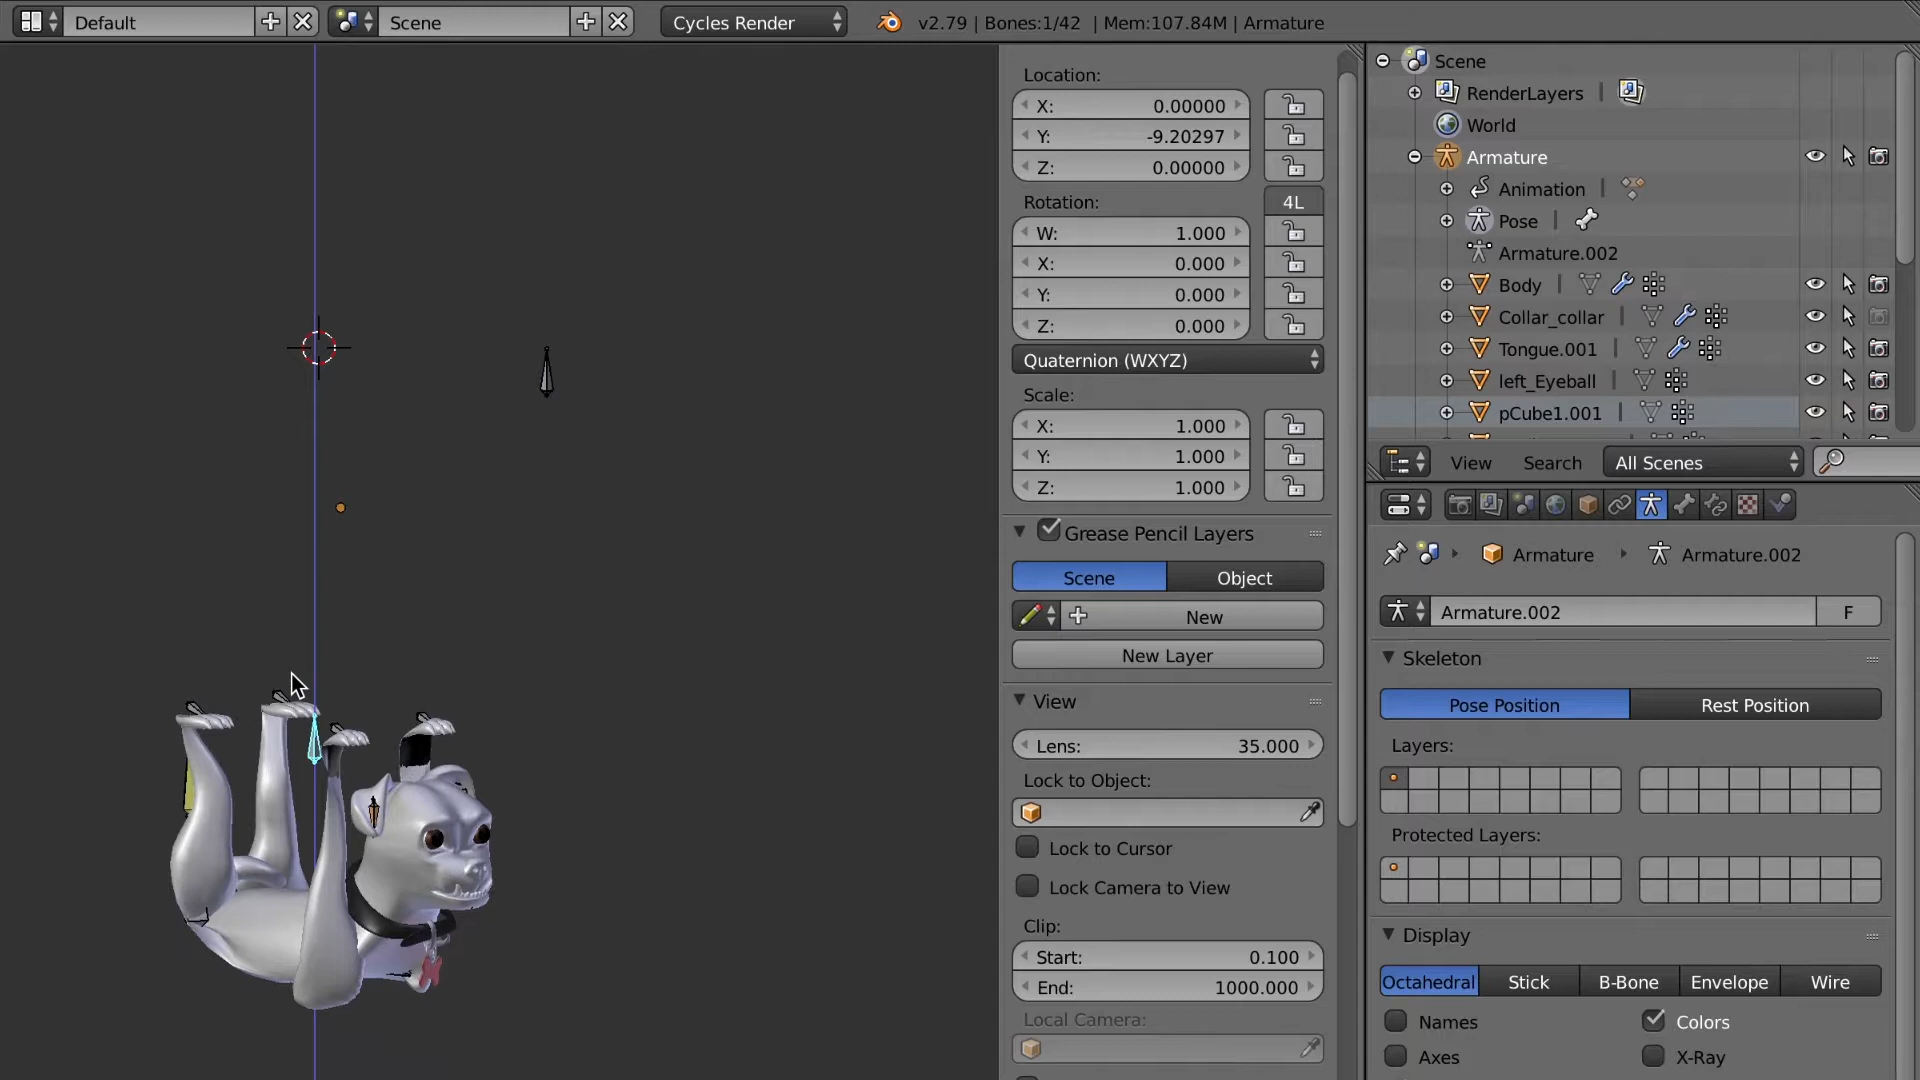 Default
Scene
Cycles Render
v2.79 | Bones:1/42 | Mem:107.84M | Armature
Location:
X: 0.00000
Y: -9.20297
Z: 0.00000
Rotation: 4L
W: 1.000
X: 0.000
Y: 0.000
Z: 0.000
Quaternion (WXYZ)
Scale:
X: 1.000
Y: 1.000
Z: 1.000
Grease Pencil Layers
Scene Object
New
New Layer
View
Lens: 35.000
Lock to Object:
Lock to Cursor
Lock Camera to View
Clip:
Start: 0.100
End: 1000.000
Local Camera:
Scene
RenderLayers
World
Armature
Animation
Pose
Armature.002
Body
Collar_collar
Tongue.001
left_Eyeball
pCube1.001
View Search All Scenes
Armature Armature.002
Armature.002 F
Skeleton
Pose Position Rest Position
Layers:
Protected Layers:
Display
Octahedral Stick B-Bone Envelope Wire
Names Colors
Axes X-Ray